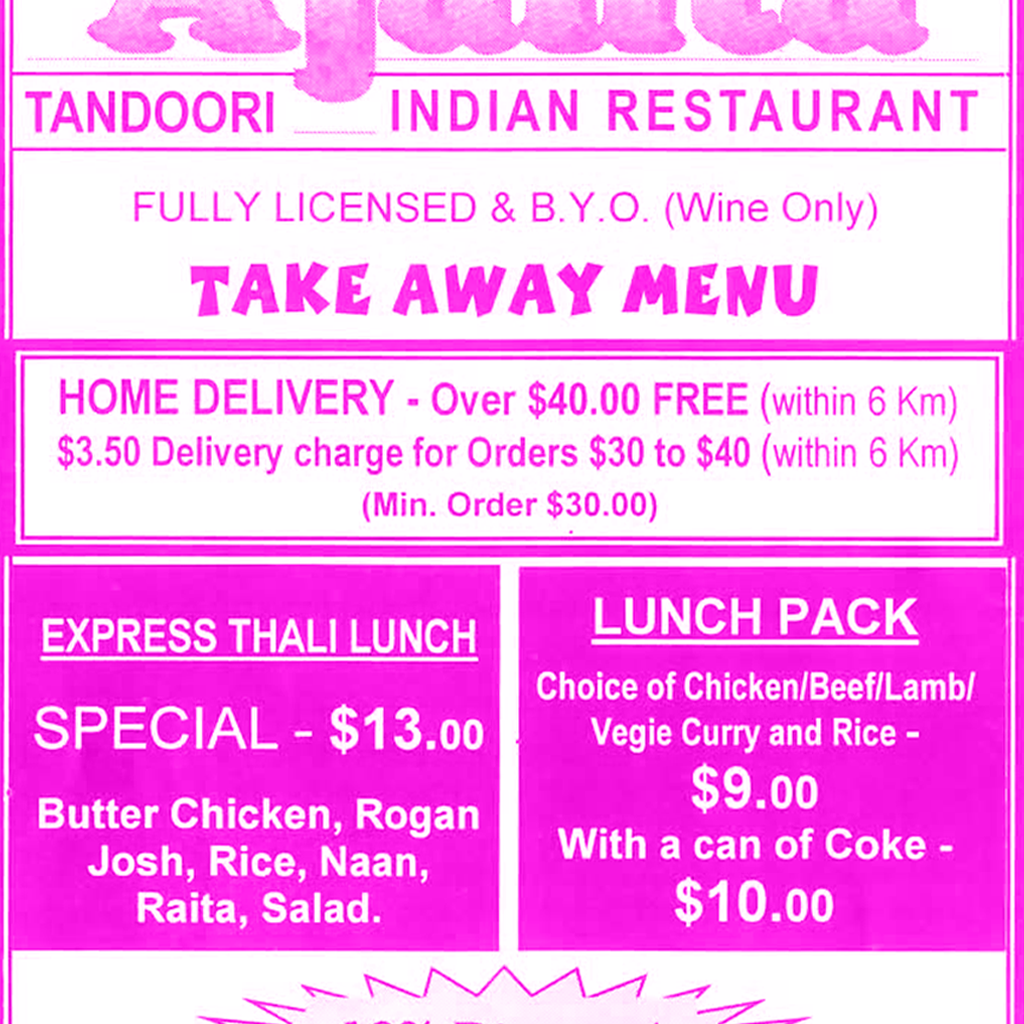 Ajanta
TANDOORI INDIAN RESTAURANT
FULLY LICENSED & B.Y.O. (Wine Only)
TAKE AWAY MENU
HOME DELIVERY - Over $40.00 FREE (within 6 Km)
$3.50 Delivery charge for Orders $30 to $40 (within 6 Km)
(Min. Order $30.00)
EXPRESS THALI LUNCH
SPECIAL - $13.00
Butter Chicken, Rogan
Josh, Rice, Naan,
Raita, Salad.
LUNCH PACK
Choice of Chicken/Beef/Lamb/
Vegie Curry and Rice -
$9.00
With a can of Coke -
$10.00